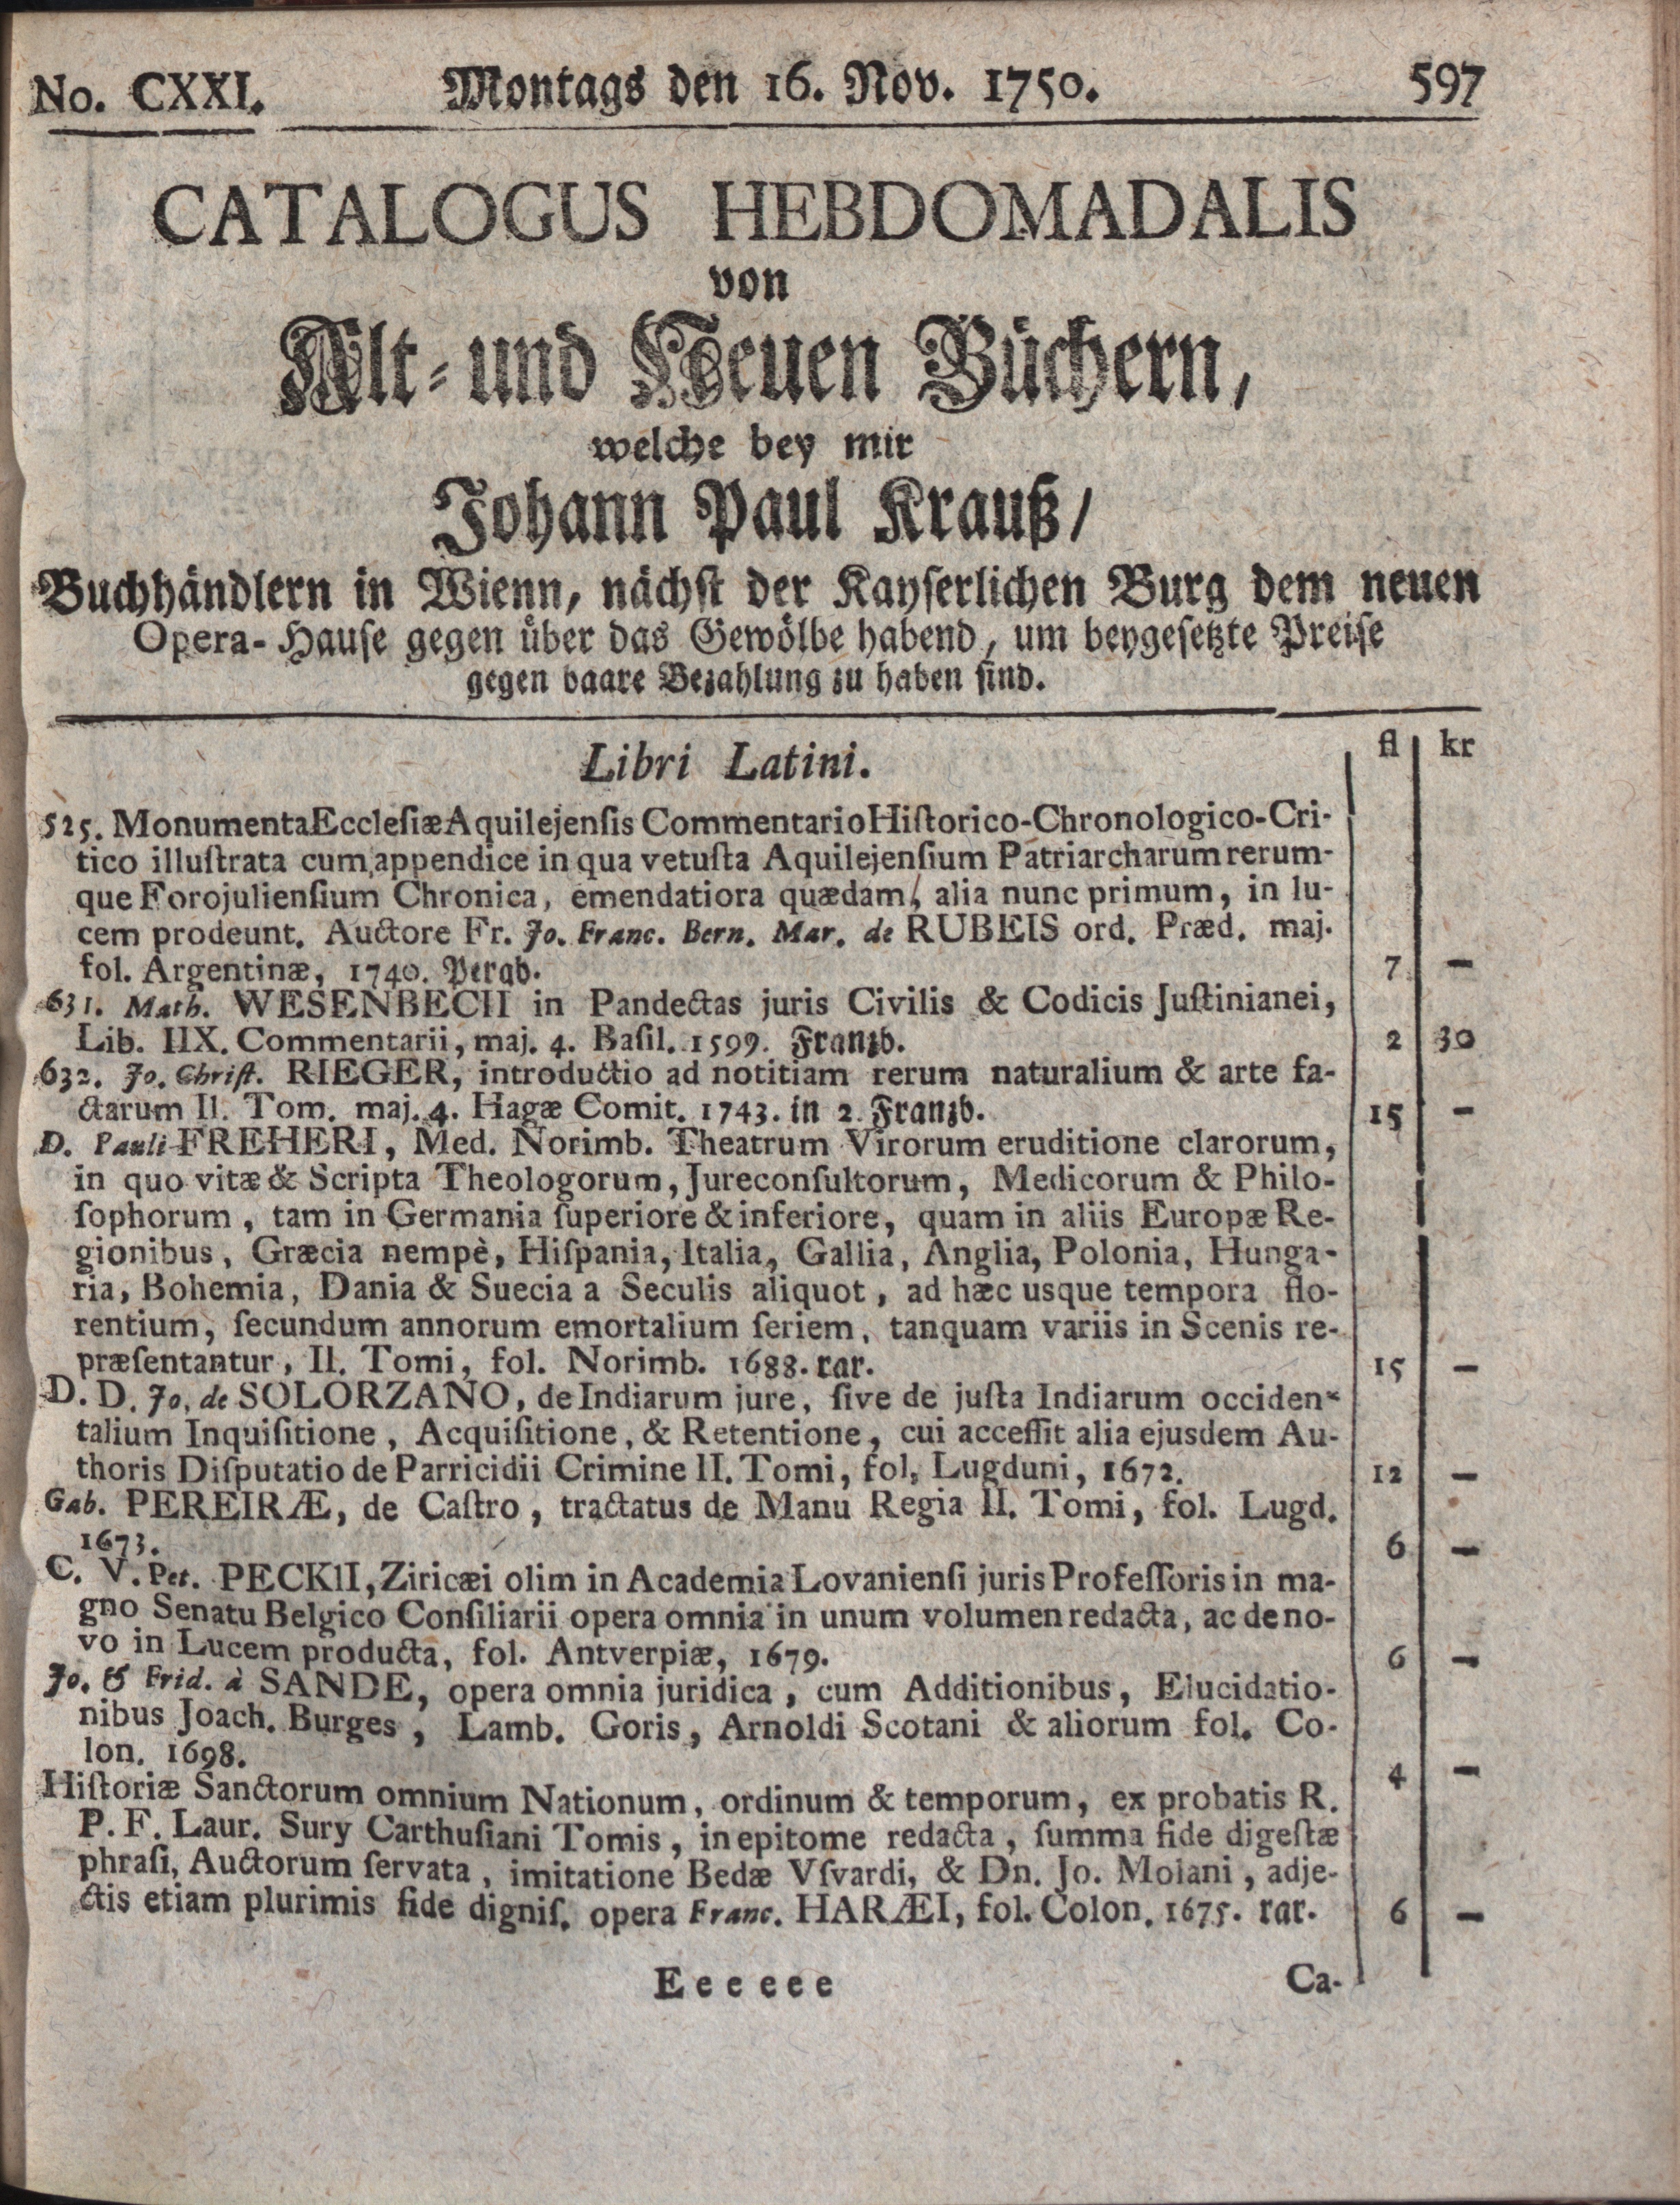 No. CXXI. Montags den 16. Nov. 1750. 597
CATALOGUS HEBDOMADALIS
von
Alt- und Neuen Büchern,
welche bey mir
Johann Paul Krauß/
Buchhändlern in Wienn, nächst der Kayserlichen Burg dem neuen
Opera-Hause gegen über das Gewölbe habend, um beygesetzte Preise
gegen baare Bezahlung zu haben sind.
Libri Latini. fl kr
525. Monumenta Ecclesiæ Aquilejensis Commentario Historico-Chronologico-Cri-
tico illustrata cum appendice in qua vetusta Aquilejensium Patriarcharum rerum-
que Forojuliensium Chronica, emendatiora quædam, alia nunc primum, in lu-
cem prodeunt. Auctore Fr. Jo. Franc. Bern. Mar. de RUBEIS ord. Præd. maj.
fol. Argentinæ, 1740. Pergb. 7 —
631. Math. WESENBECII in Pandectas juris Civilis & Codicis Justinianei,
Lib. IIX. Commentarii, maj. 4. Basil. 1599. Franzb. 2 30
632. Jo. Christ. RIEGER, introductio ad notitiam rerum naturalium & arte fa-
ctarum II. Tom. maj. 4. Hagæ Comit. 1743. in 2. Franzb. 15 —
D. Pauli FREHERI, Med. Norimb. Theatrum Virorum eruditione clarorum,
in quo vitæ & Scripta Theologorum, Jureconsultorum, Medicorum & Philo-
sophorum, tam in Germania superiore & inferiore, quam in aliis Europæ Re-
gionibus, Græcia nempè, Hispania, Italia, Gallia, Anglia, Polonia, Hunga-
ria, Bohemia, Dania & Suecia a Seculis aliquot, ad hæc usque tempora flo-
rentium, secundum annorum emortalium seriem, tanquam variis in Scenis re-
præsentantur, II. Tomi, fol. Norimb. 1688. rar. 15 —
D. D. Jo. de SOLORZANO, de Indiarum jure, sive de justa Indiarum occiden-
talium Inquisitione, Acquisitione, & Retentione, cui accessit alia ejusdem Au-
thoris Disputatio de Parricidii Crimine II. Tomi, fol. Lugduni, 1672. 12 —
Gab. PEREIRÆ, de Castro, tractatus de Manu Regia II. Tomi, fol. Lugd.
1673. 6 —
C. V. Pet. PECKII, Ziricæi olim in Academia Lovaniensi juris Professoris in ma-
gno Senatu Belgico Consiliarii opera omnia in unum volumen redacta, ac de no-
vo in Lucem producta, fol. Antverpiæ, 1679. 6 —
Jo. & Frid. à SANDE, opera omnia juridica, cum Additionibus, Elucidatio-
nibus Joach. Burges, Lamb. Goris, Arnoldi Scotani & aliorum fol. Co-
lon. 1698. 4 —
Historiæ Sanctorum omnium Nationum, ordinum & temporum, ex probatis R.
P. F. Laur. Sury Carthusiani Tomis, in epitome redacta, summa fide digestæ
phrasi, Auctorum servata, imitatione Bedæ Vsvardi, & Dn. Jo. Molani, adje-
ctis etiam plurimis fide dignis. opera Franc. HARÆI, fol. Colon. 1675. rar. 6 —
Eeeeee Ca-